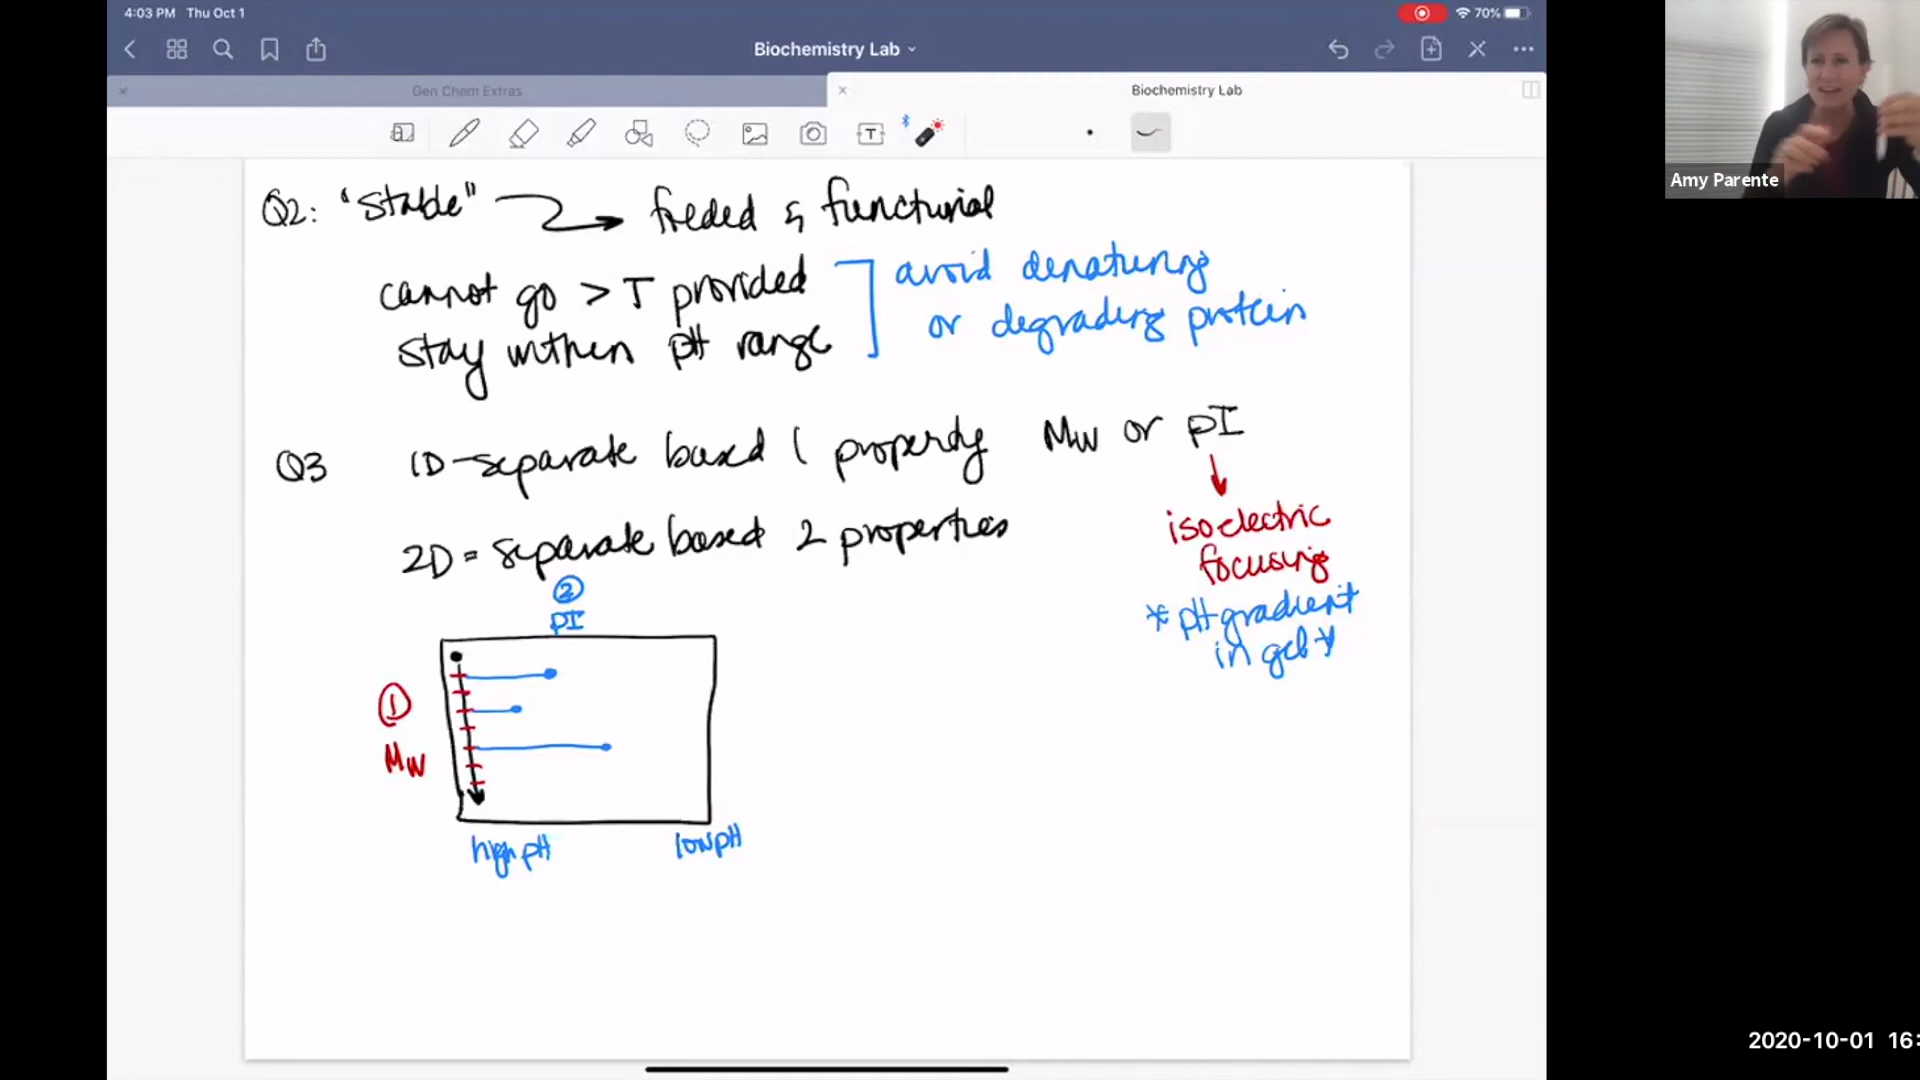 4:03 PM Thu Oct 1
70%
Biochemistry Lab
Gen Chem Extras
Biochemistry Lab
T
Amy Parente
Q2: "Stable" folded & functional
cannot go > T provided
stay within pH range
avoid denaturing
or degrading protein
Q3 1D-separate based 1 property Mw or pI
2D = separate based 2 properties
isoelectric
focusing
* pH gradient
in gel *
2
pI
1
Mw
high pH low pH
2020-10-01 16: